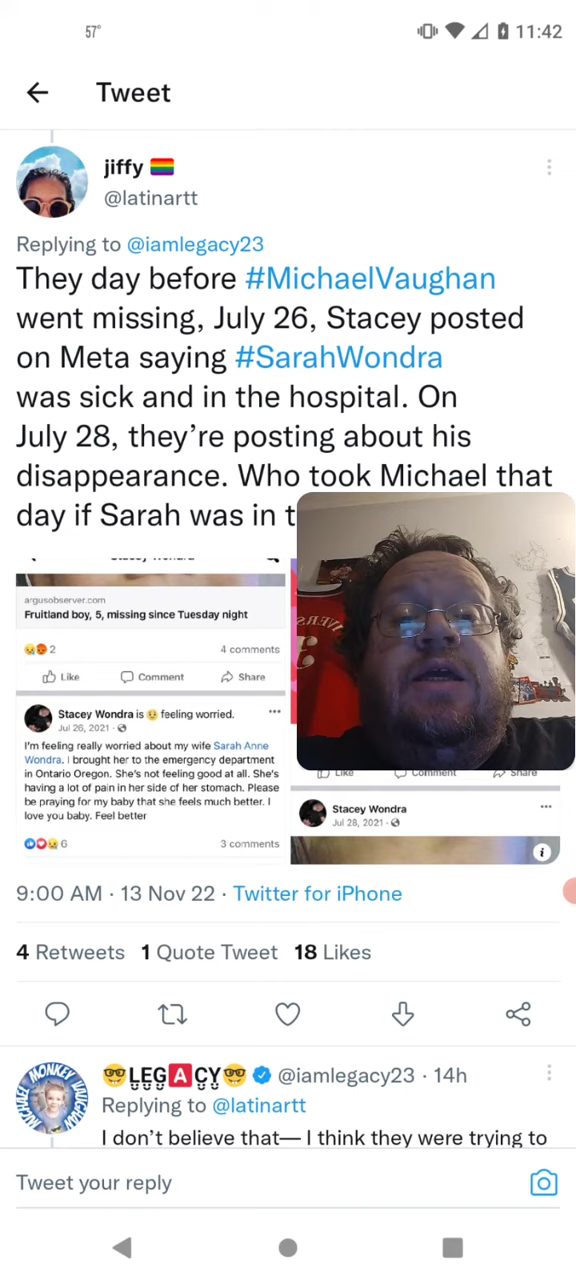 57°
11:42
Tweet
jiffy 🏳️‍🌈
@latinartt
Replying to @iamlegacy23
They day before #MichaelVaughan
went missing, July 26, Stacey posted
on Meta saying #SarahWondra
was sick and in the hospital. On
July 28, they’re posting about his
disappearance. Who took Michael that
day if Sarah was in t
argusobserver.com
Fruitland boy, 5, missing since Tuesday night
2
4 comments
Like Comment Share
Stacey Wondra is 😟 feeling worried.
Jul 26, 2021
I'm feeling really worried about my wife Sarah Anne
Wondra. I brought her to the emergency department
in Ontario Oregon. She's not feeling good at all. She's
having a lot of pain in her side of her stomach. Please
be praying for my baby that she feels much better. I
love you baby. Feel better
6
3 comments
Like Comment Share
Stacey Wondra
Jul 28, 2021
9:00 AM · 13 Nov 22 · Twitter for iPhone
4 Retweets 1 Quote Tweet 18 Likes
MICHAEL MONKEY VAUGHAN
🤓LEGACY🤓 @iamlegacy23 · 14h
Replying to @latinartt
I don’t believe that— I think they were trying to
Tweet your reply